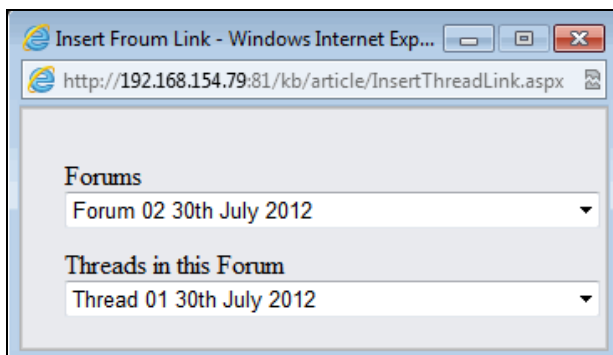 Insert Froum Link - Windows Internet Exp...
http://192.168.154.79:81/kb/article/InsertThreadLink.aspx
Forums
Forum 02 30th July 2012
Threads in this Forum
Thread 01 30th July 2012